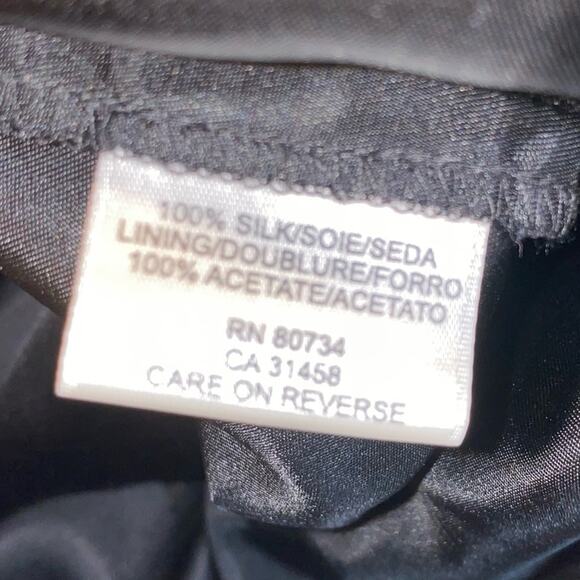 100% SILK/SOIE/SEDA
LINING/DOUBLURE/FORRO
100% ACETATE/ACETATO
RN 80734
CA 31458
CARE ON REVERSE